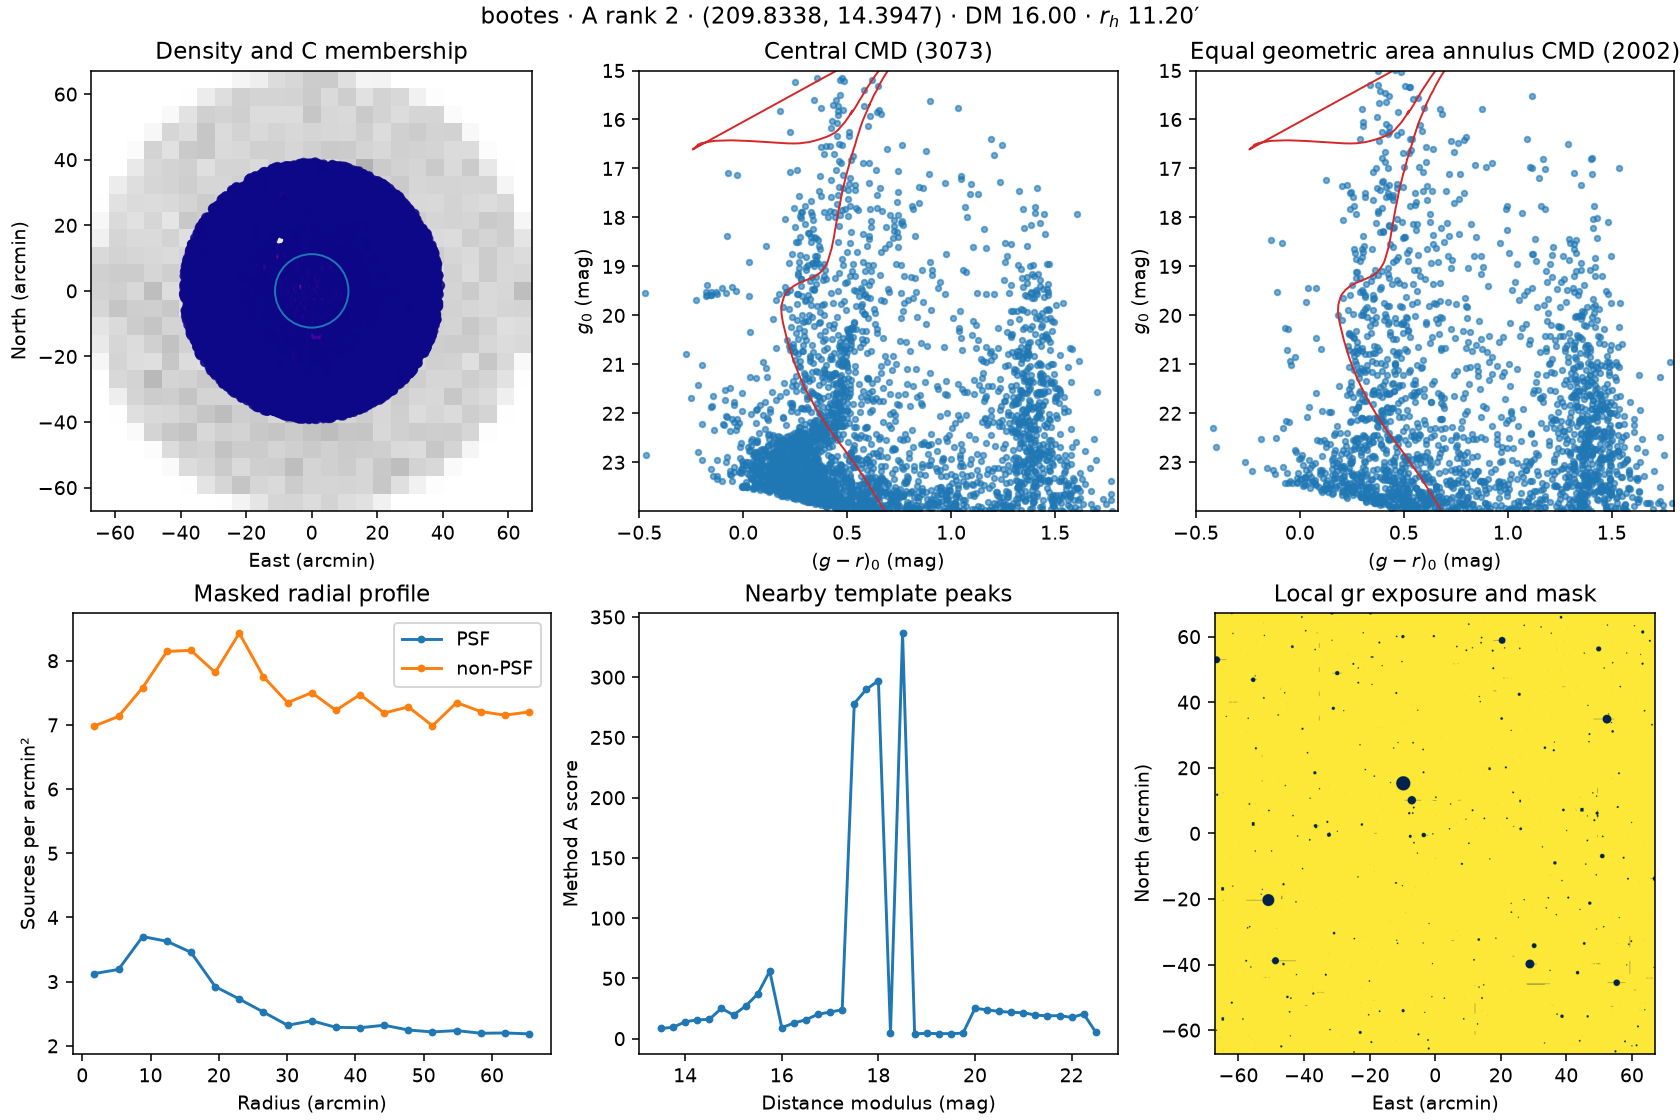 bootes · A rank 2 · (209.8338, 14.3947) · DM 16.00 · r_h 11.20′
Density and C membership
Central CMD (3073)
Equal geometric area annulus CMD (2002)
60
40
20
0
−20
−40
−60
North (arcmin)
−60 −40 −20 0 20 40 60
East (arcmin)
15
16
17
18
19
20
21
22
23
g₀ (mag)
−0.5 0.0 0.5 1.0 1.5
(g − r)₀ (mag)
15
16
17
18
19
20
21
22
23
g₀ (mag)
−0.5 0.0 0.5 1.0 1.5
(g − r)₀ (mag)
Masked radial profile
Nearby template peaks
Local gr exposure and mask
PSF
non-PSF
8
7
6
5
4
3
2
Sources per arcmin²
0 10 20 30 40 50 60
Radius (arcmin)
350
300
250
200
150
100
50
0
Method A score
14 16 18 20 22
Distance modulus (mag)
60
40
20
0
−20
−40
−60
North (arcmin)
−60 −40 −20 0 20 40 60
East (arcmin)